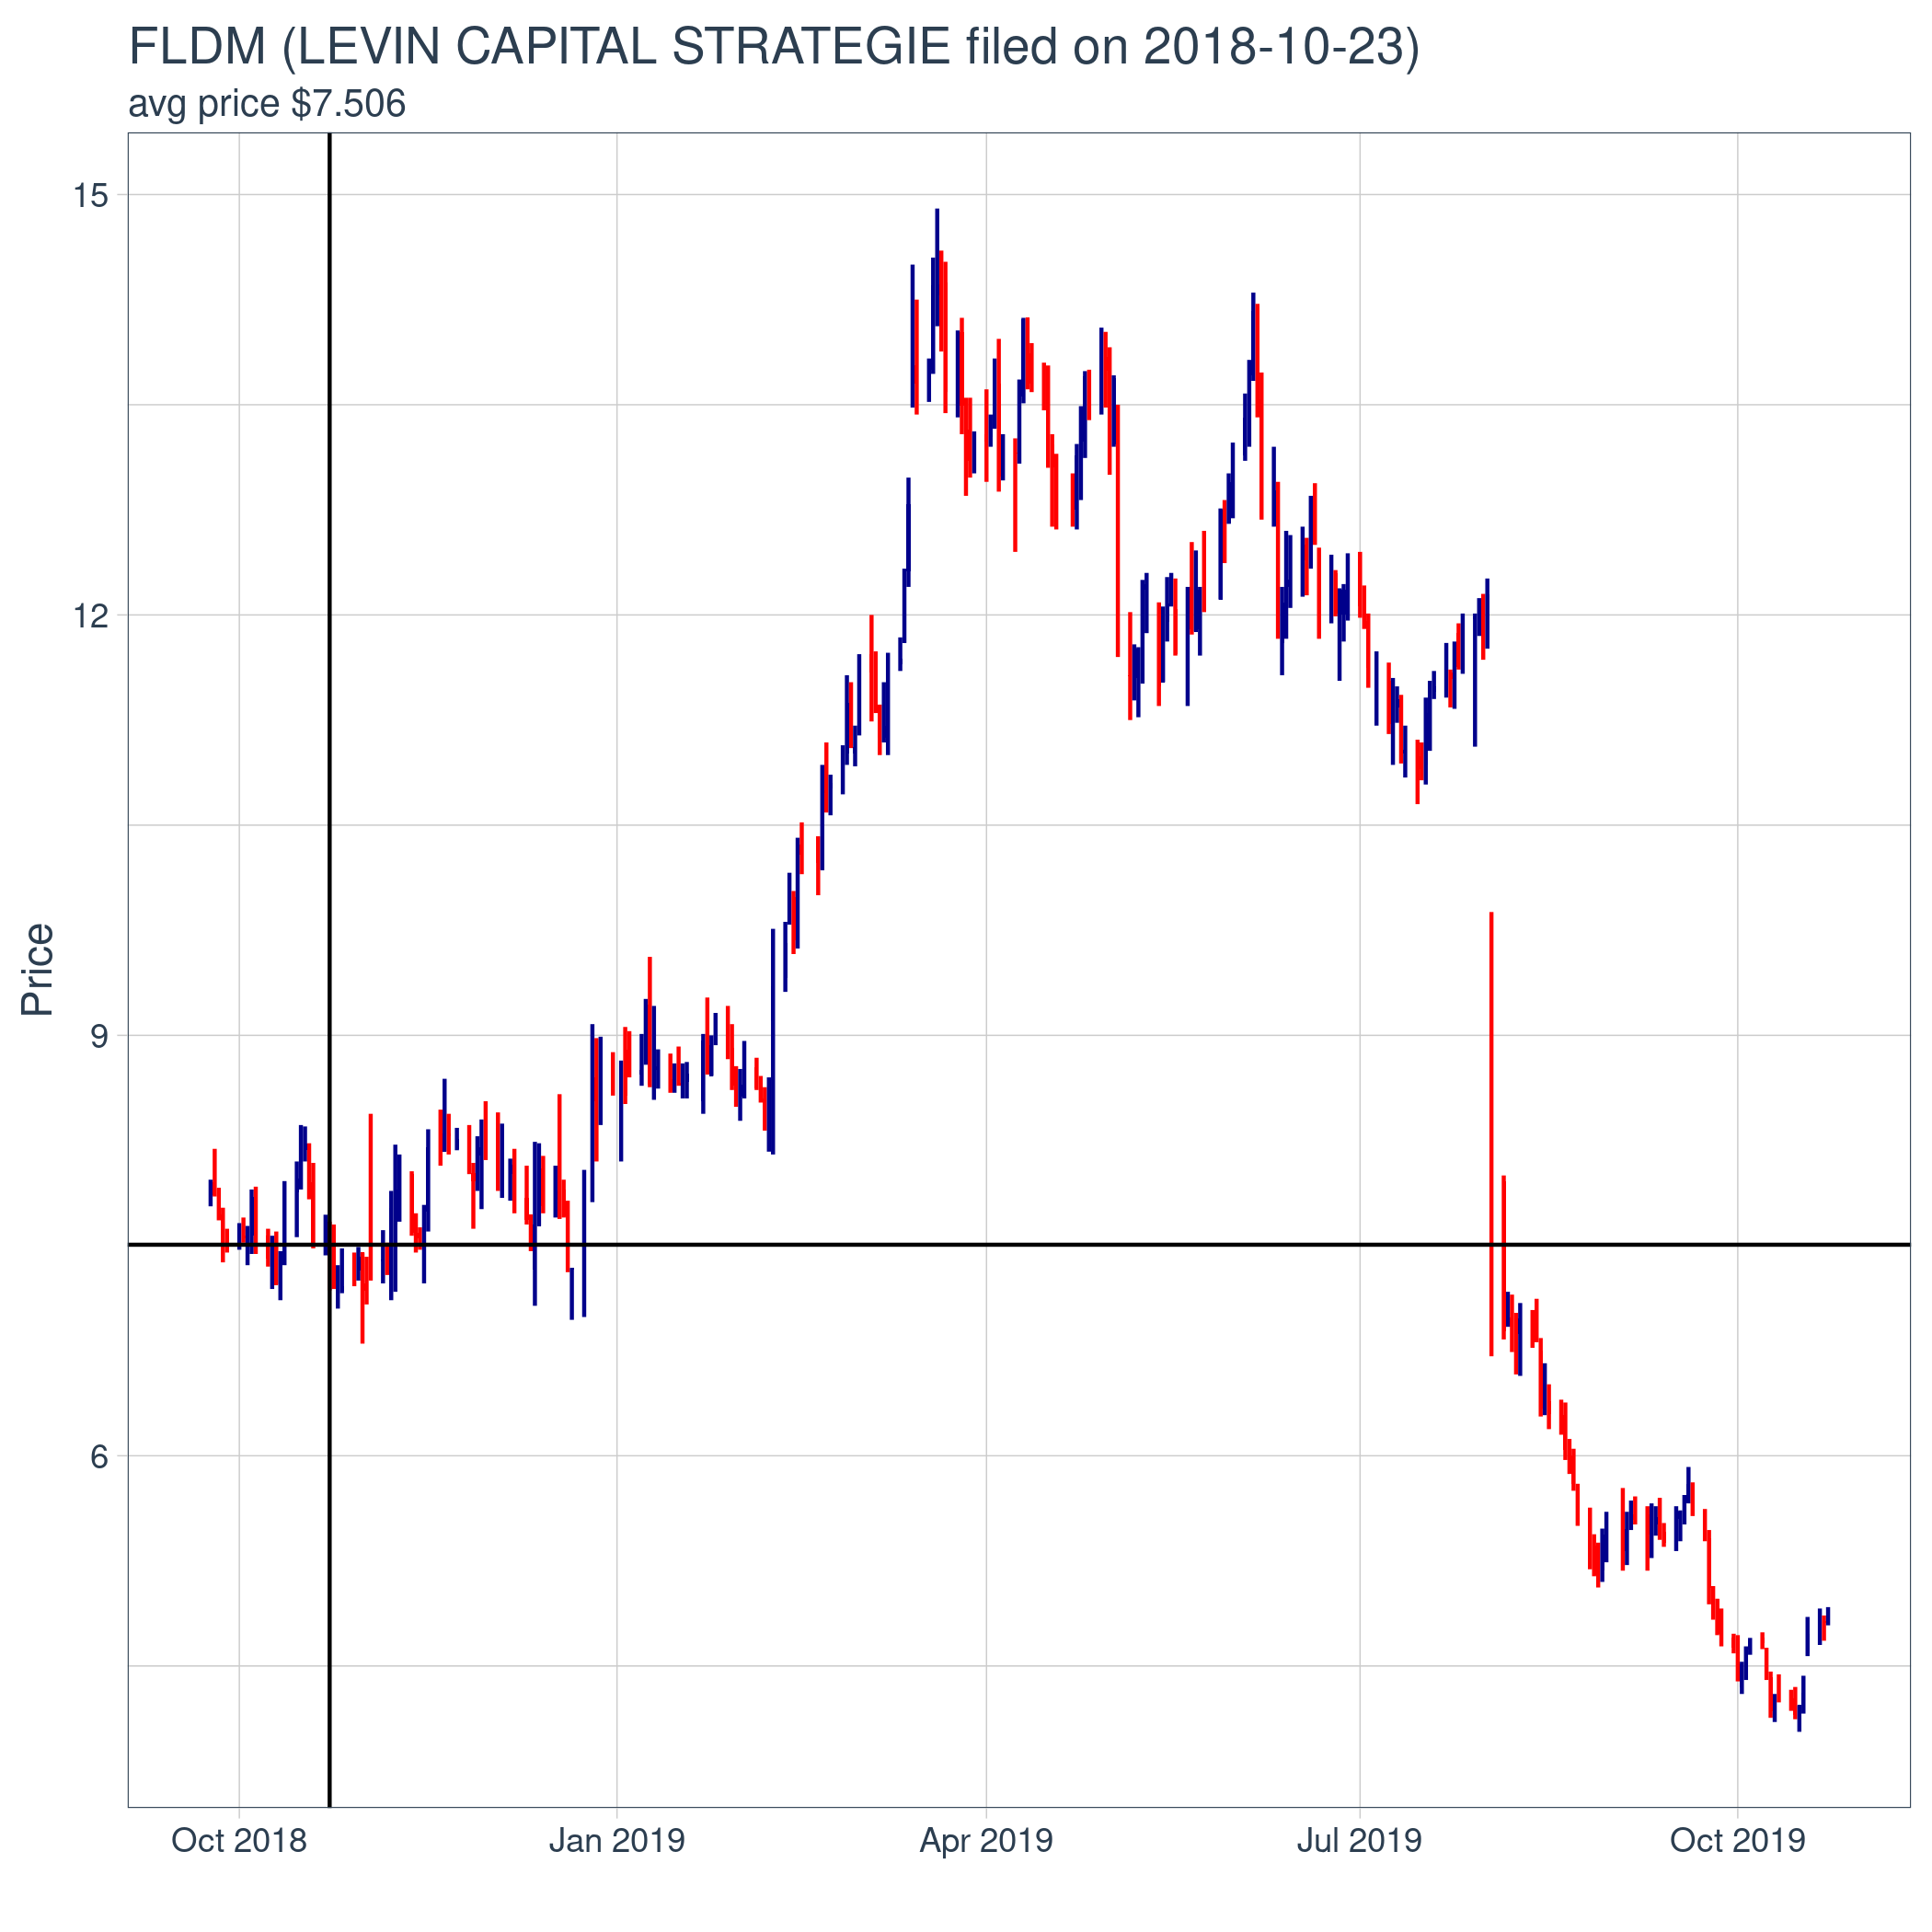 FLDM (LEVIN CAPITAL STRATEGIE filed on 2018-10-23)
avg price $7.506
15
12
9
6
Price
Oct 2018 Jan 2019 Apr 2019 Jul 2019 Oct 2019